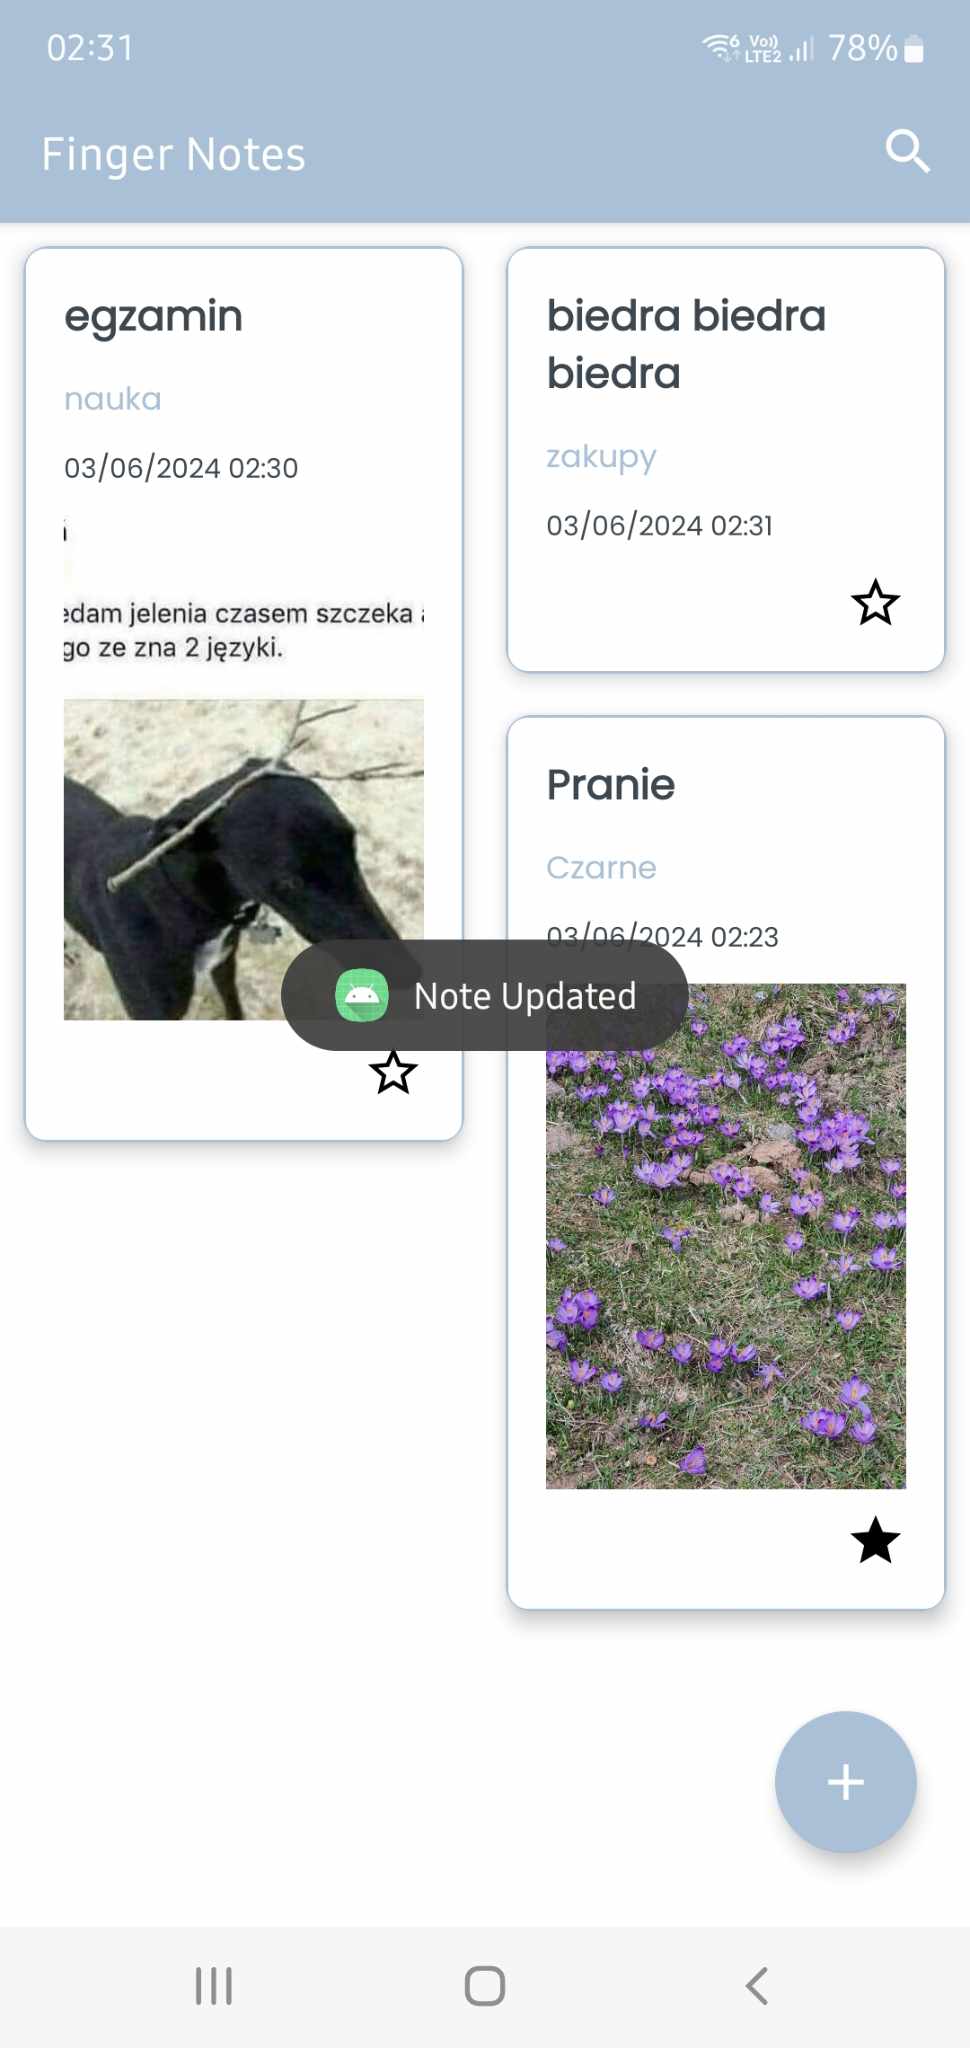 02:31
6 Vo)) LTE2 78%
Finger Notes
egzamin
nauka
03/06/2024 02:30
edam jelenia czasem szczeka
go ze zna 2 języki.
biedra biedra
biedra
zakupy
03/06/2024 02:31
Pranie
Czarne
03/06/2024 02:23
Note Updated